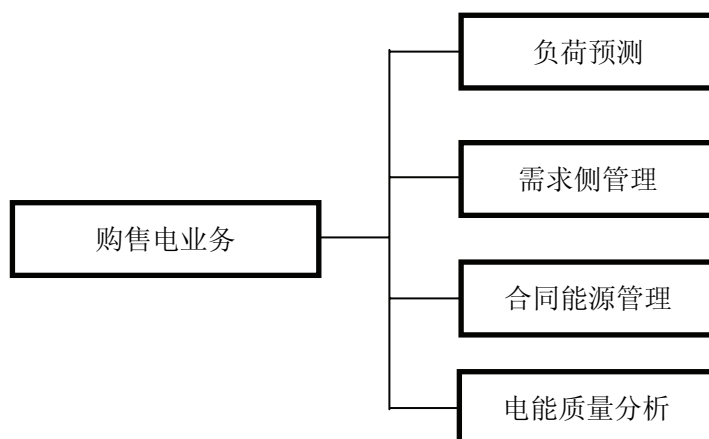 负荷预测
需求侧管理
购售电业务
合同能源管理
电能质量分析